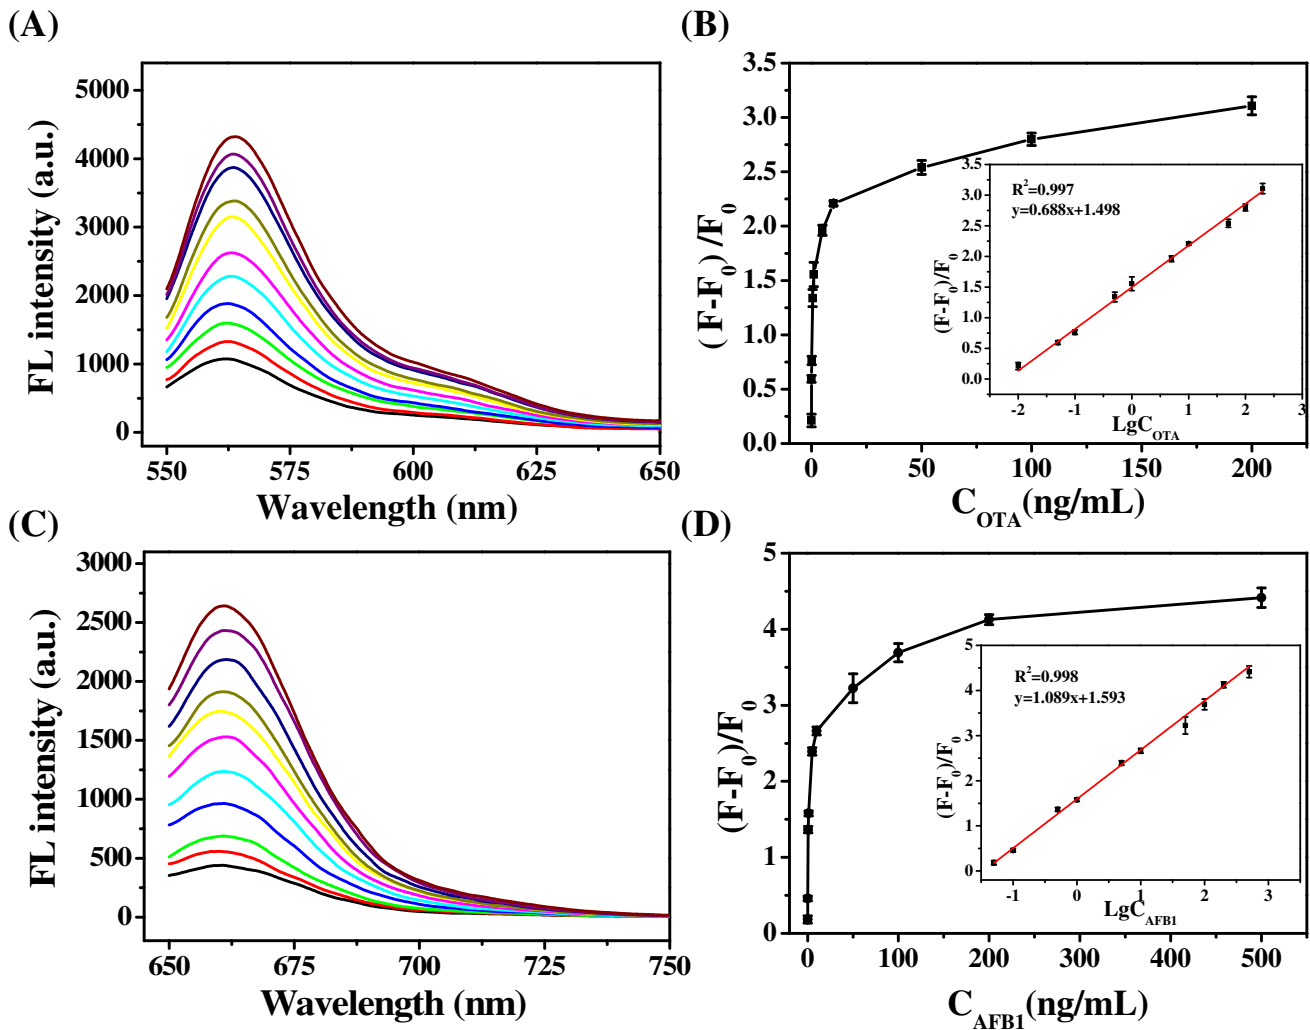 (A)
5000
4000
3000
2000
1000
0
FL intensity (a.u.)
550 575 600 625 650
Wavelength (nm)
(B)
3.5
3.0
2.5
2.0
1.5
1.0
0.5
0.0
(F-F0)/F0
0 50 100 150 200
COTA(ng/mL)
R2=0.997
y=0.688x+1.498
3.5
3.0
2.5
2.0
1.5
1.0
0.5
0.0
(F-F0)/F0
-2 -1 0 1 2 3
LgCOTA
(C)
3000
2500
2000
1500
1000
500
0
FL intensity (a.u.)
650 675 700 725 750
Wavelength (nm)
(D)
5
4
3
2
1
0
(F-F0)/F0
0 100 200 300 400 500
CAFB1(ng/mL)
R2=0.998
y=1.089x+1.593
5
4
3
2
1
0
(F-F0)/F0
-1 0 1 2 3
LgCAFB1